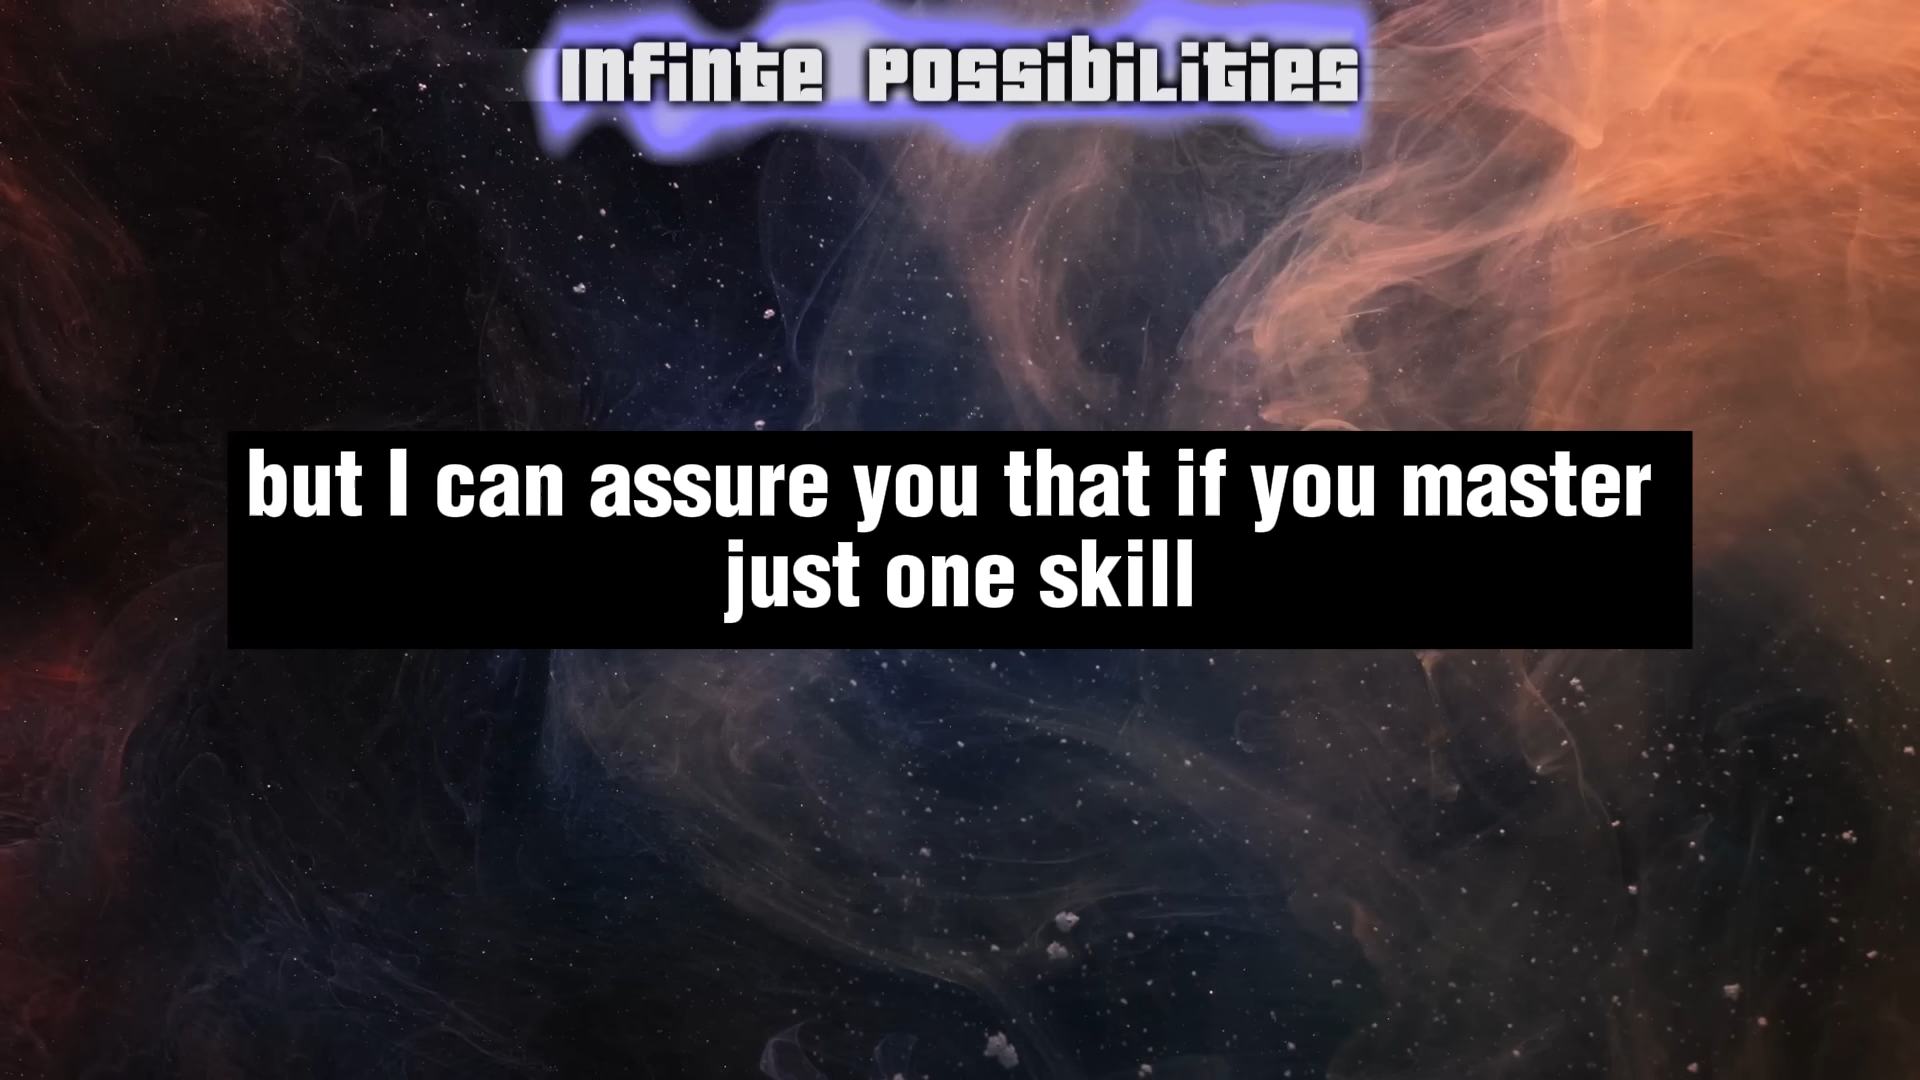 Infinte Possibilities
but I can assure you that if you master
just one skill